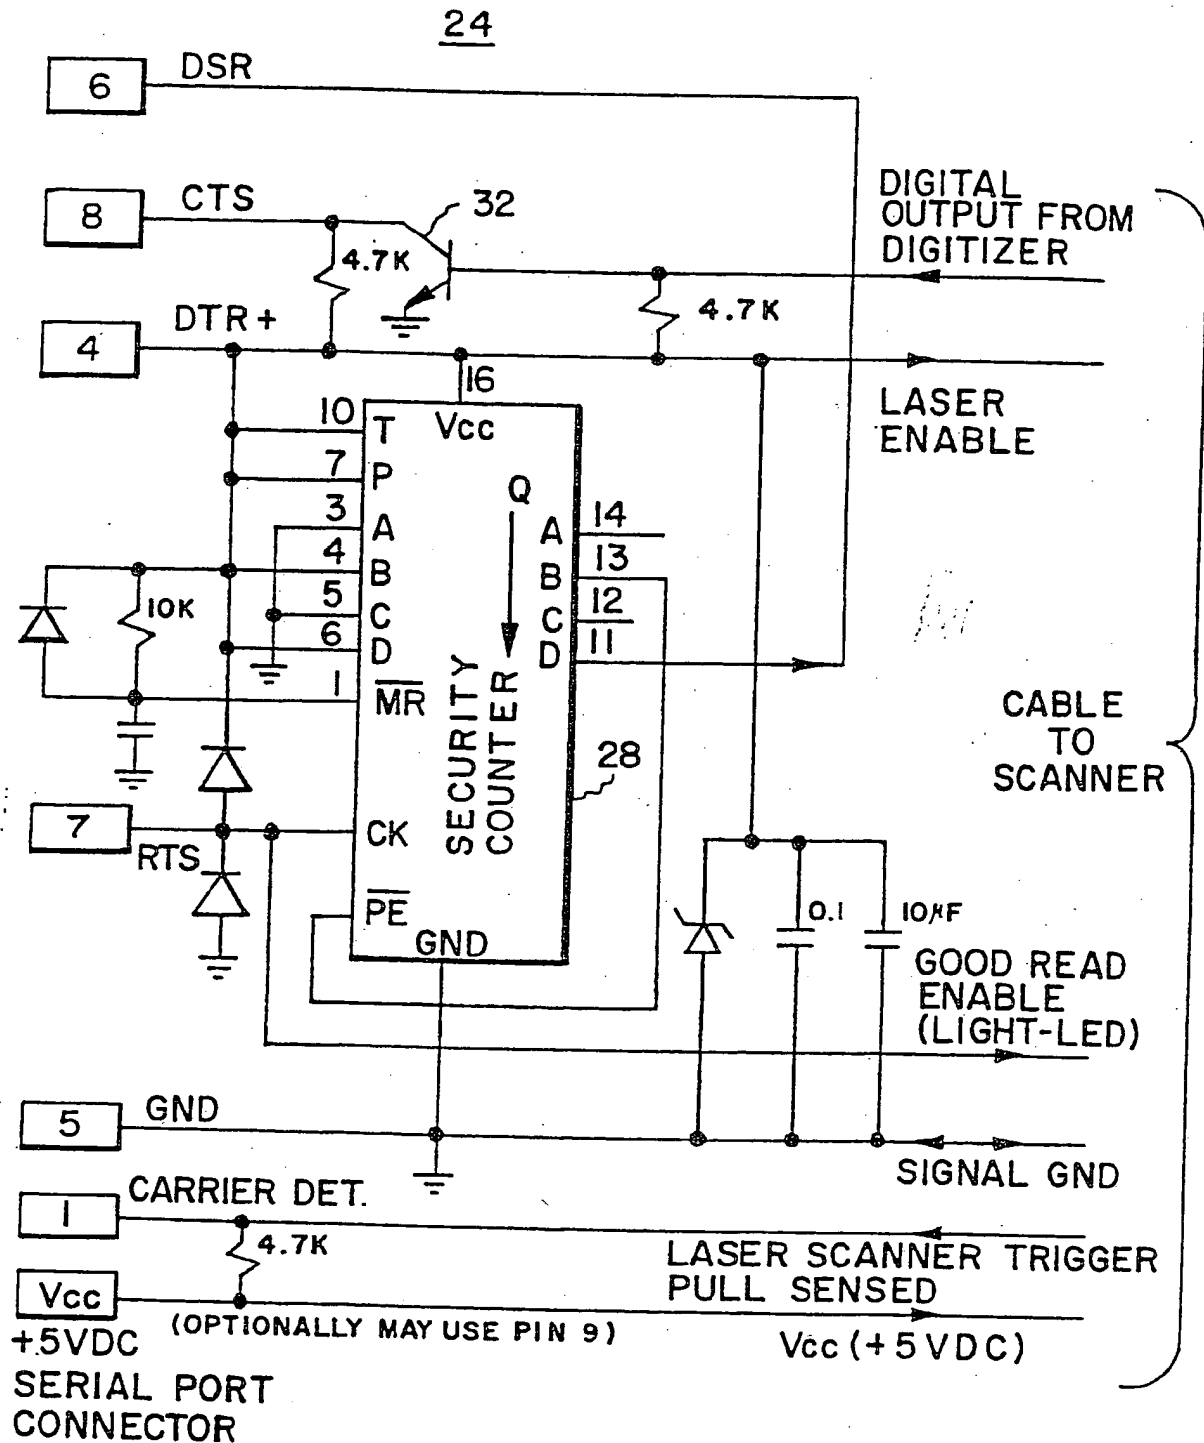 24
6
DSR
8
CTS
32
4.7K
DIGITAL
OUTPUT FROM
DIGITIZER
4
DTR+
4.7K
LASER
ENABLE
16
Vcc
10
T
7
P
3
A
4
B
5
C
6
D
1
MR
10K
Q
A
14
B
13
C
12
D
11
SECURITY
COUNTER
28
CABLE
TO
SCANNER
7
RTS
CK
PE
GND
0.1
10µF
GOOD READ
ENABLE
(LIGHT-LED)
5
GND
SIGNAL GND
1
CARRIER DET.
4.7K
LASER SCANNER TRIGGER
PULL SENSED
Vcc
+5VDC
(OPTIONALLY MAY USE PIN 9)
Vcc (+5VDC)
SERIAL PORT
CONNECTOR